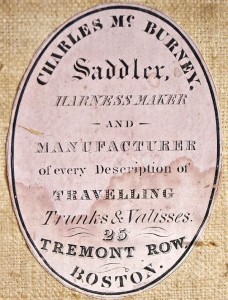 CHARLES Mc BURNEY,
Saddler,
HARNESS MAKER
— AND —
MANUFACTURER
of every Description of
TRAVELLING
Trunks & Valisses.
25
TREMONT ROW,
BOSTON.